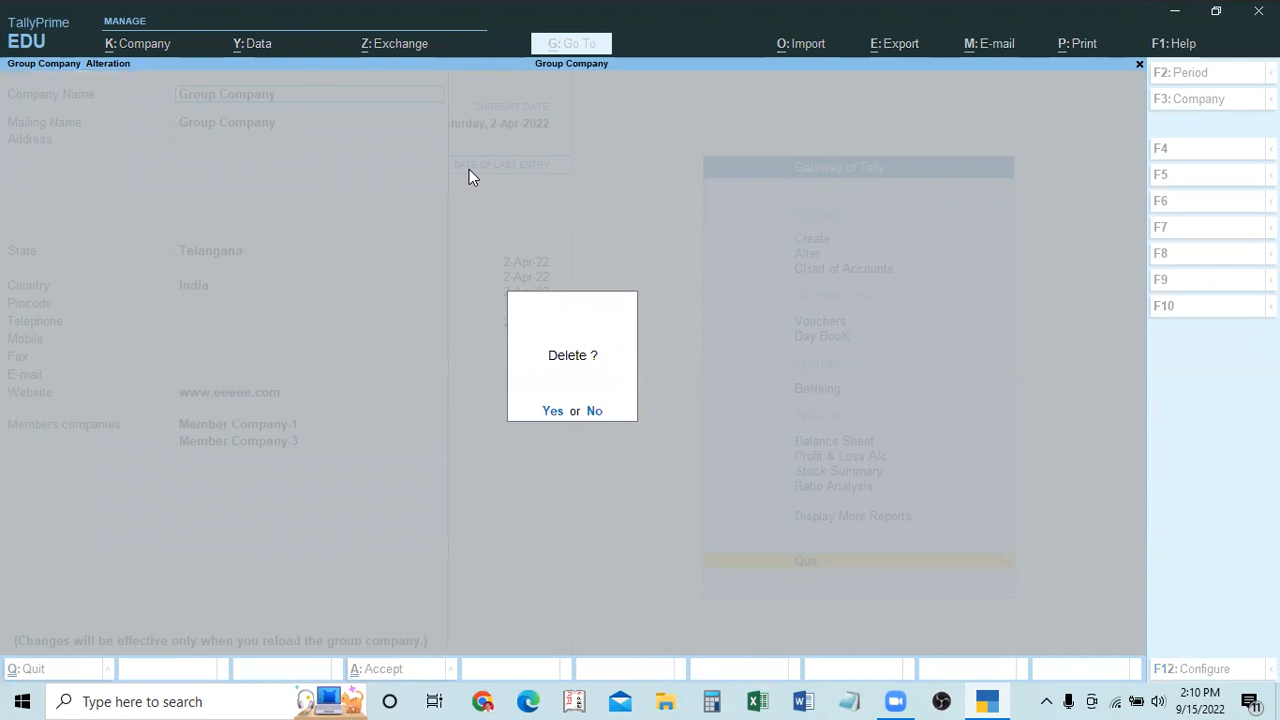 TallyPrime
EDU
MANAGE
K: Company
Y: Data
Z: Exchange
G: Go To
O: Import
E: Export
M: E-mail
P: Print
F1: Help
Group Company Alteration
Group Company
Company Name : Group Company
Mailing Name : Group Company
Address :
State : Telangana
Country : India
Pincode :
Telephone :
Mobile :
Fax :
E-mail :
Website : www.eeeee.com
Members companies : Member Company-1
Member Company-3
(Changes will be effective only when you reload the group company.)
CURRENT DATE
turday, 2-Apr-2022
DATE OF LAST ENTRY
2-Apr-22
2-Apr-22
Delete ?
Yes or No
Gateway of Tally
Create
Alter
CHart of Accounts
Vouchers
Day BooK
BaNking
Balance Sheet
Profit & Loss A/c
Stock Summary
Ratio Analysis
Display More Reports
Quit
F2: Period
F3: Company
F4
F5
F6
F7
F8
F9
F10
Q: Quit
A: Accept
F12: Configure
Type here to search
2:10 PM
9/15/2022